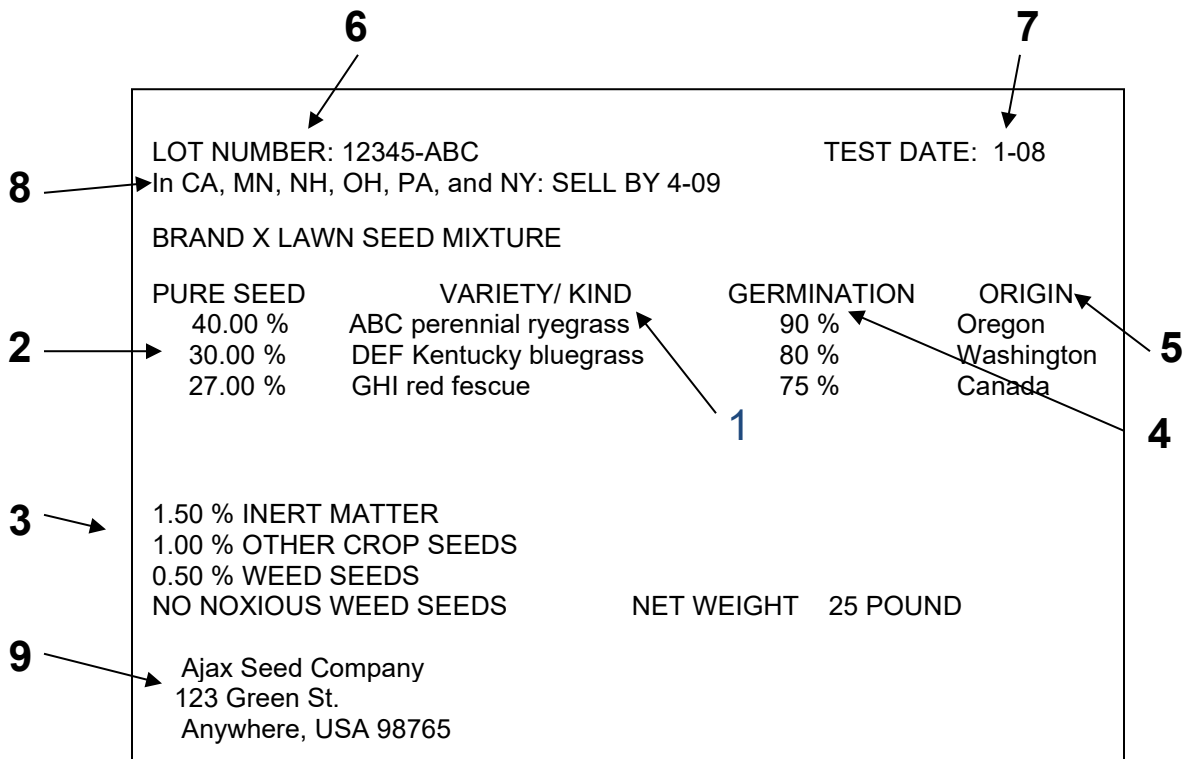 6 7
LOT NUMBER: 12345-ABC TEST DATE: 1-08
8 In CA, MN, NH, OH, PA, and NY: SELL BY 4-09
BRAND X LAWN SEED MIXTURE
PURE SEED VARIETY/ KIND GERMINATION ORIGIN
40.00 % ABC perennial ryegrass 90 % Oregon
2 30.00 % DEF Kentucky bluegrass 80 % Washington 5
27.00 % GHI red fescue 75 % Canada
1 4
3 1.50 % INERT MATTER
1.00 % OTHER CROP SEEDS
0.50 % WEED SEEDS
NO NOXIOUS WEED SEEDS NET WEIGHT 25 POUND
9 Ajax Seed Company
123 Green St.
Anywhere, USA 98765